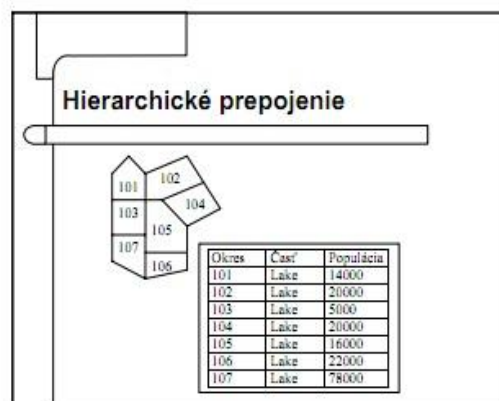 Hierarchické prepojenie
101
102
103
104
105
107
106
Okres Časť Populácia
101 Lake 14000
102 Lake 20000
103 Lake 5000
104 Lake 20000
105 Lake 16000
106 Lake 22000
107 Lake 78000